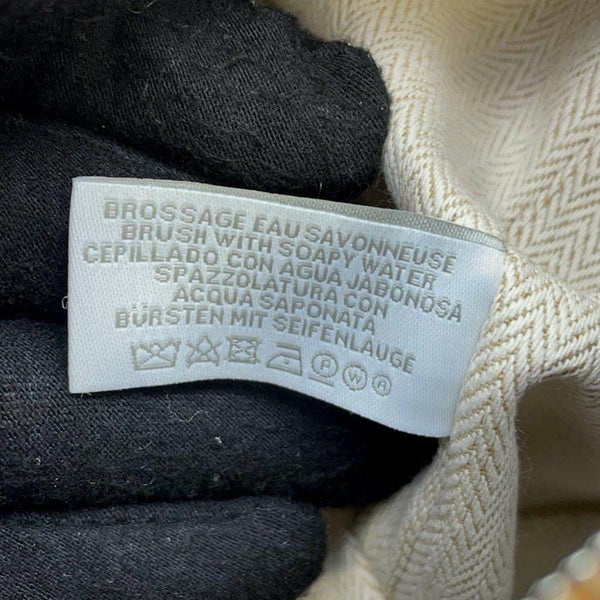 BROSSAGE EAU SAVONNEUSE
BRUSH WITH SOAPY WATER
CEPILLADO CON AGUA JABONOSA
SPAZZOLATURA CON
ACQUA SAPONATA
BÜRSTEN MIT SEIFENLAUGE
P W R